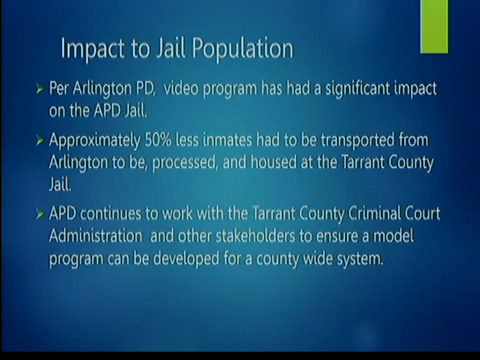 Impact to Jail Population
Per Arlington PD, video program has had a significant impact
on the APD Jail.
Approximately 50% less inmates had to be transported from
Arlington to be, processed, and housed at the Tarrant County
Jail.
APD continues to work with the Tarrant County Criminal Court
Administration and other stakeholders to ensure a model
program can be developed for a county wide system.